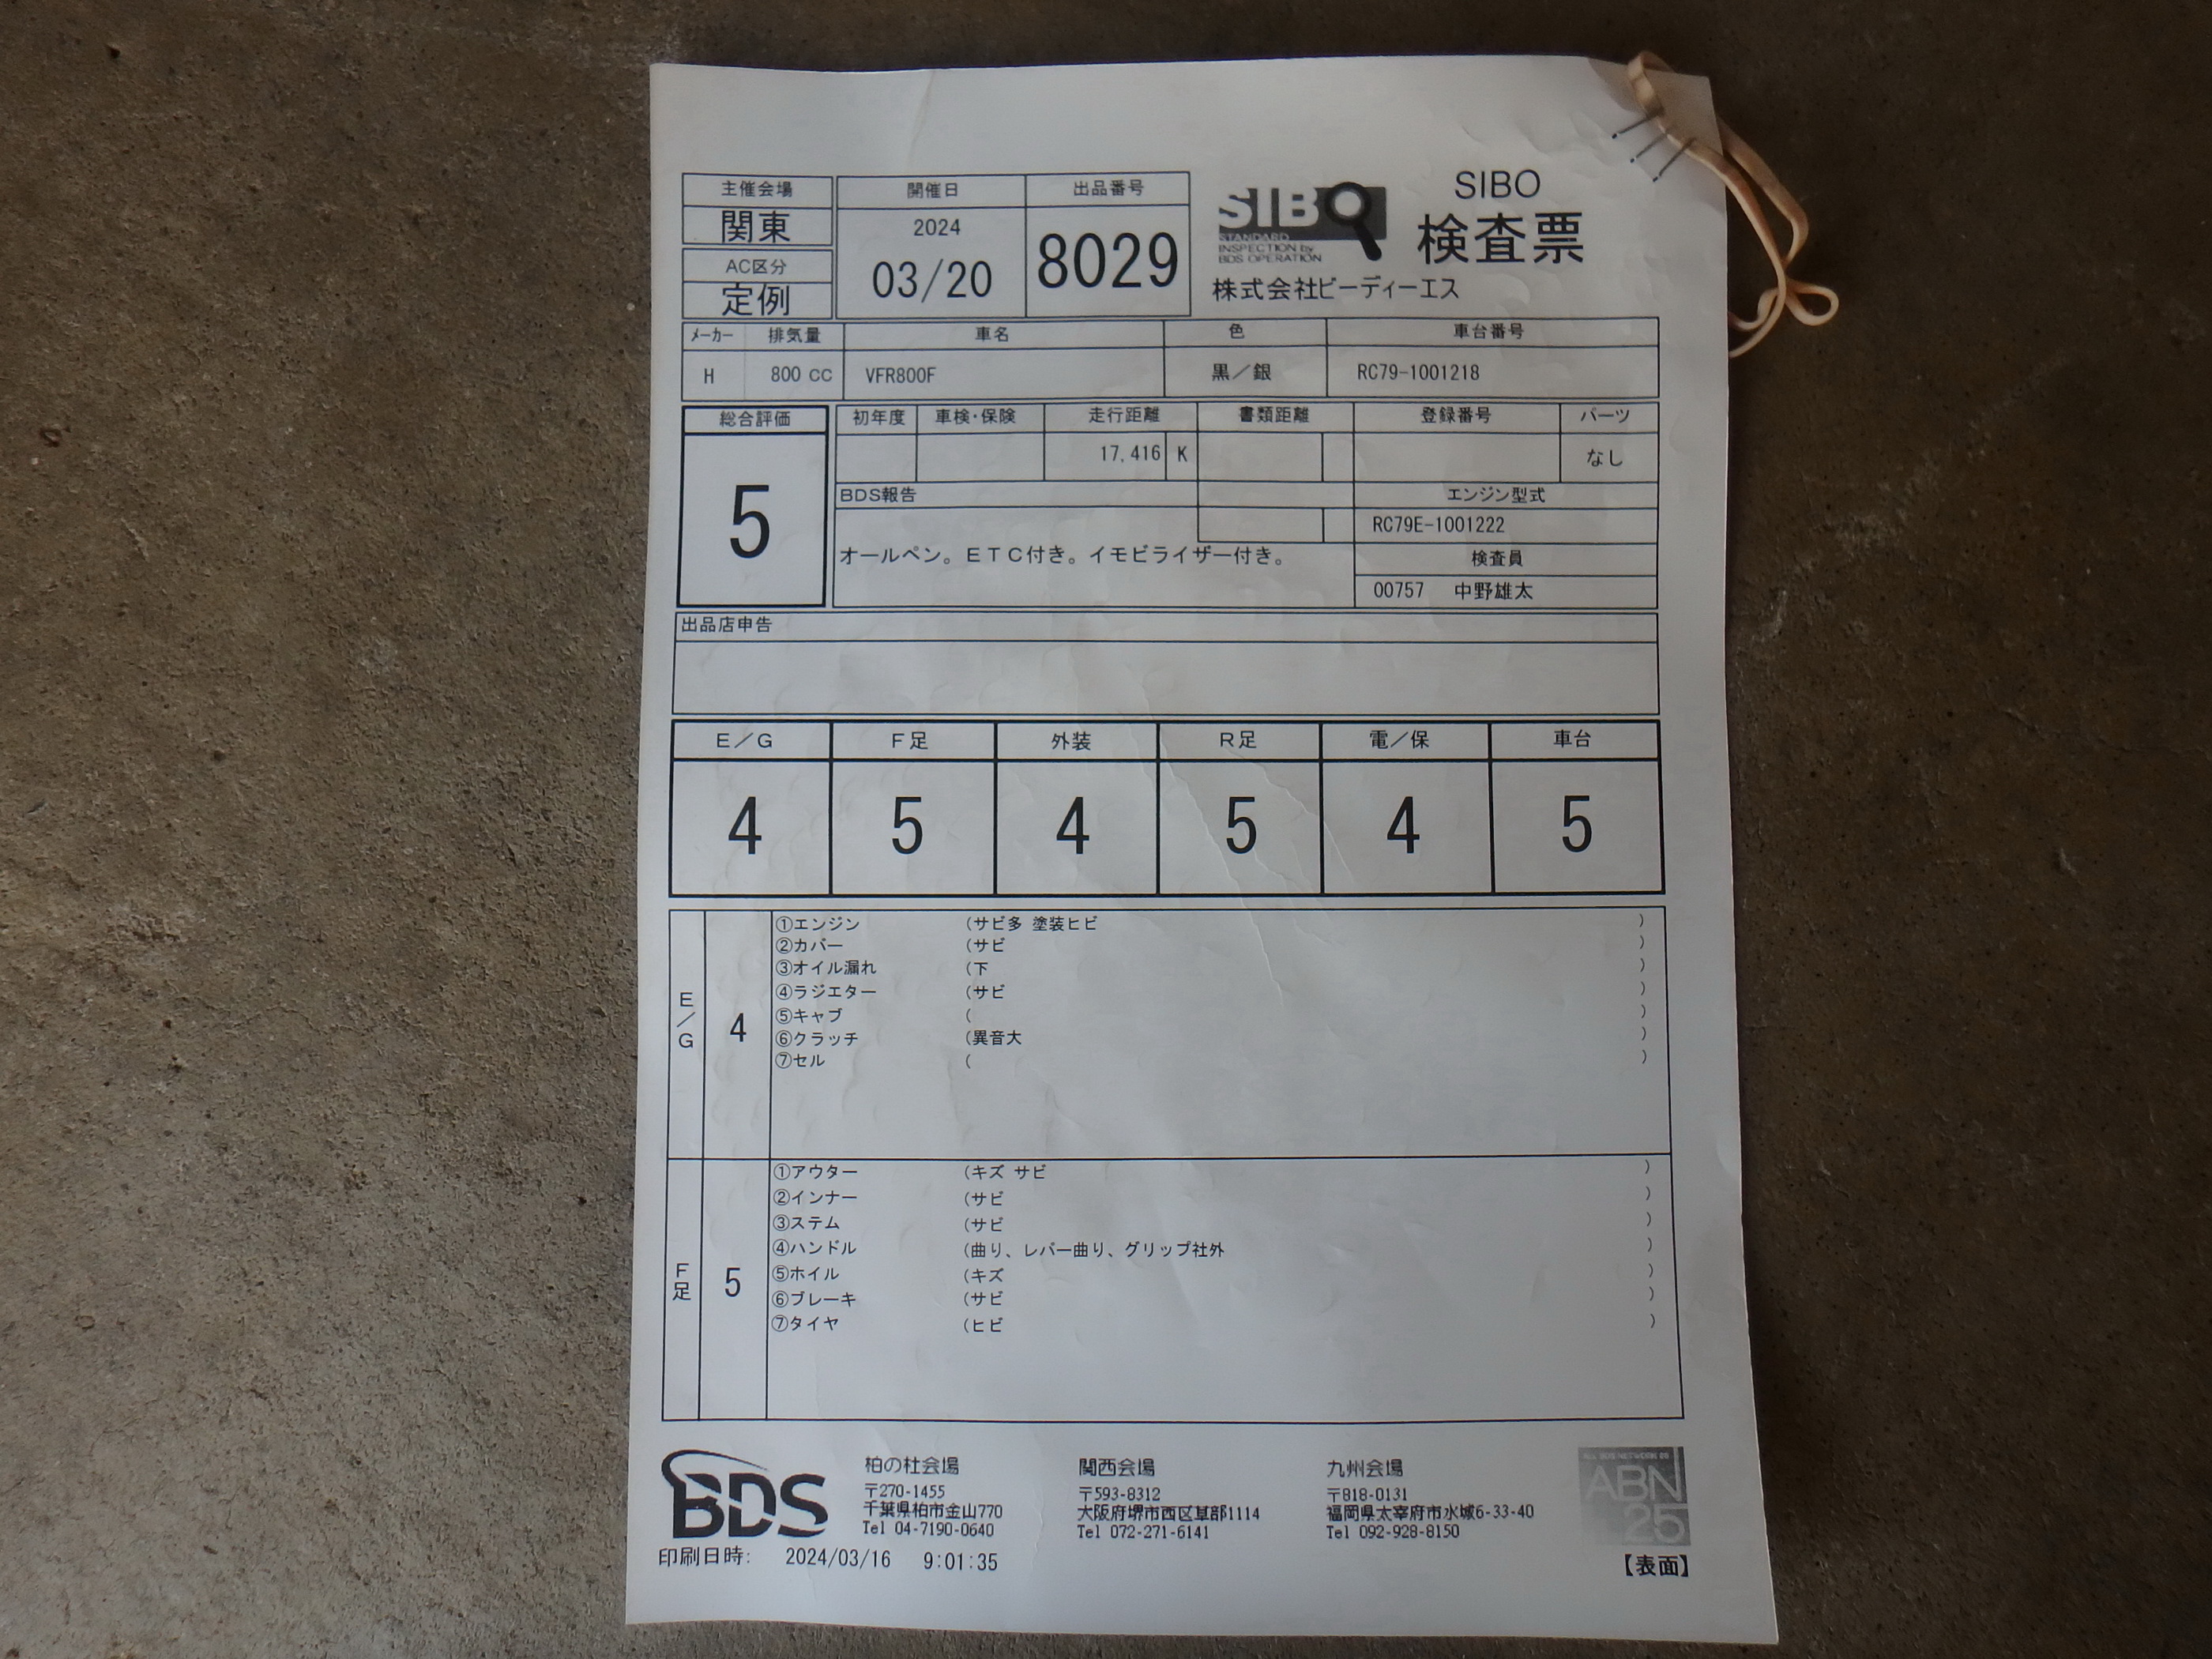 主催会場
関東
AC区分
定例
開催日
2024
03/20
出品番号
8029
SIBO
STANDARD
INSPECTION by
BDS OPERATION
SIBO
検査票
株式会社ビーディーエス
ﾒｰｶｰ 排気量 車名 色 車台番号
H 800 CC VFR800F 黒／銀 RC79-1001218
総合評価
5
初年度 車検・保険 走行距離 書類距離 登録番号 パーツ
17,416 K なし
BDS報告
エンジン型式
RC79E-1001222
オールペン。ＥＴＣ付き。イモビライザー付き。
検査員
00757 中野雄太
出品店申告
Ｅ／Ｇ Ｆ足 外装 Ｒ足 電／保 車台
4 5 4 5 4 5
Ｅ／Ｇ
4
①エンジン (サビ多 塗装ヒビ )
②カバー (サビ )
③オイル漏れ (下 )
④ラジエター (サビ )
⑤キャブ ( )
⑥クラッチ (異音大 )
⑦セル ( )
Ｆ足
5
①アウター (キズ サビ )
②インナー (サビ )
③ステム (サビ )
④ハンドル (曲り、レバー曲り、グリップ社外 )
⑤ホイル (キズ )
⑥ブレーキ (サビ )
⑦タイヤ (ヒビ )
BDS
柏の杜会場
〒270-1455
千葉県柏市金山770
Tel 04-7190-0640
関西会場
〒593-8312
大阪府堺市西区草部1114
Tel 072-271-6141
九州会場
〒818-0131
福岡県太宰府市水城6-33-40
Tel 092-928-8150
ABN
25
印刷日時: 2024/03/16 9:01:35
【表面】